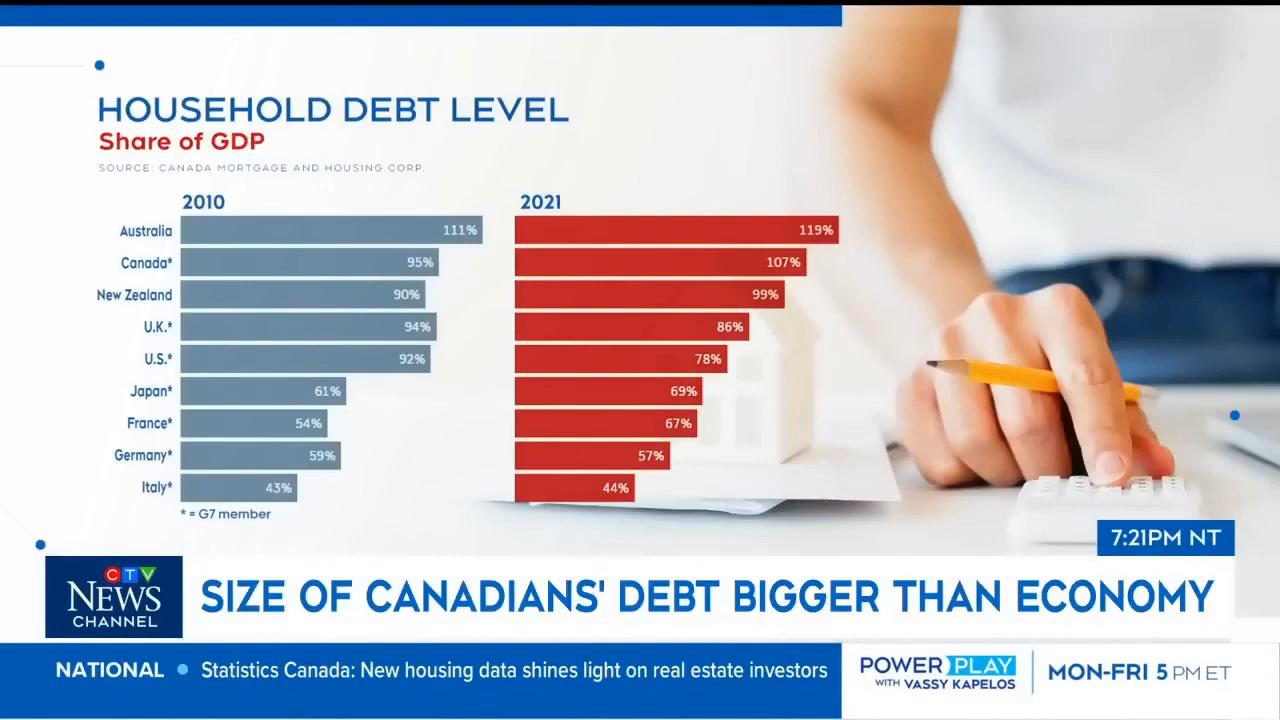 HOUSEHOLD DEBT LEVEL
Share of GDP
SOURCE: CANADA MORTGAGE AND HOUSING CORP.
2010 2021
Australia 111% 119%
Canada* 95% 107%
New Zealand 90% 99%
U.K.* 94% 86%
U.S.* 92% 78%
Japan* 61% 69%
France* 54% 67%
Germany* 59% 57%
Italy* 43% 44%
* = G7 member
7:21PM NT
CTV
NEWS
CHANNEL
SIZE OF CANADIANS' DEBT BIGGER THAN ECONOMY
NATIONAL • Statistics Canada: New housing data shines light on real estate investors
POWER PLAY
WITH VASSY KAPELOS
MON-FRI 5 PM ET